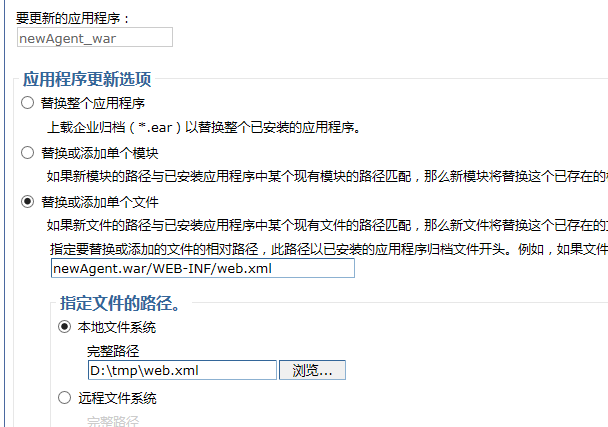 要更新的应用程序：
newAgent_war
应用程序更新选项
替换整个应用程序
上载企业归档（*.ear）以替换整个已安装的应用程序。
替换或添加单个模块
如果新模块的路径与已安装应用程序中某个现有模块的路径匹配，那么新模块将替换这个已存在的
替换或添加单个文件
如果新文件的路径与已安装应用程序中某个现有文件的路径匹配，那么新文件将替换这个已存在的
指定要替换或添加的文件的相对路径，此路径以已安装的应用程序归档文件开头。例如，如果文件
newAgent.war/WEB-INF/web.xml
指定文件的路径。
本地文件系统
完整路径
D:\tmp\web.xml 浏览...
远程文件系统
完整路径